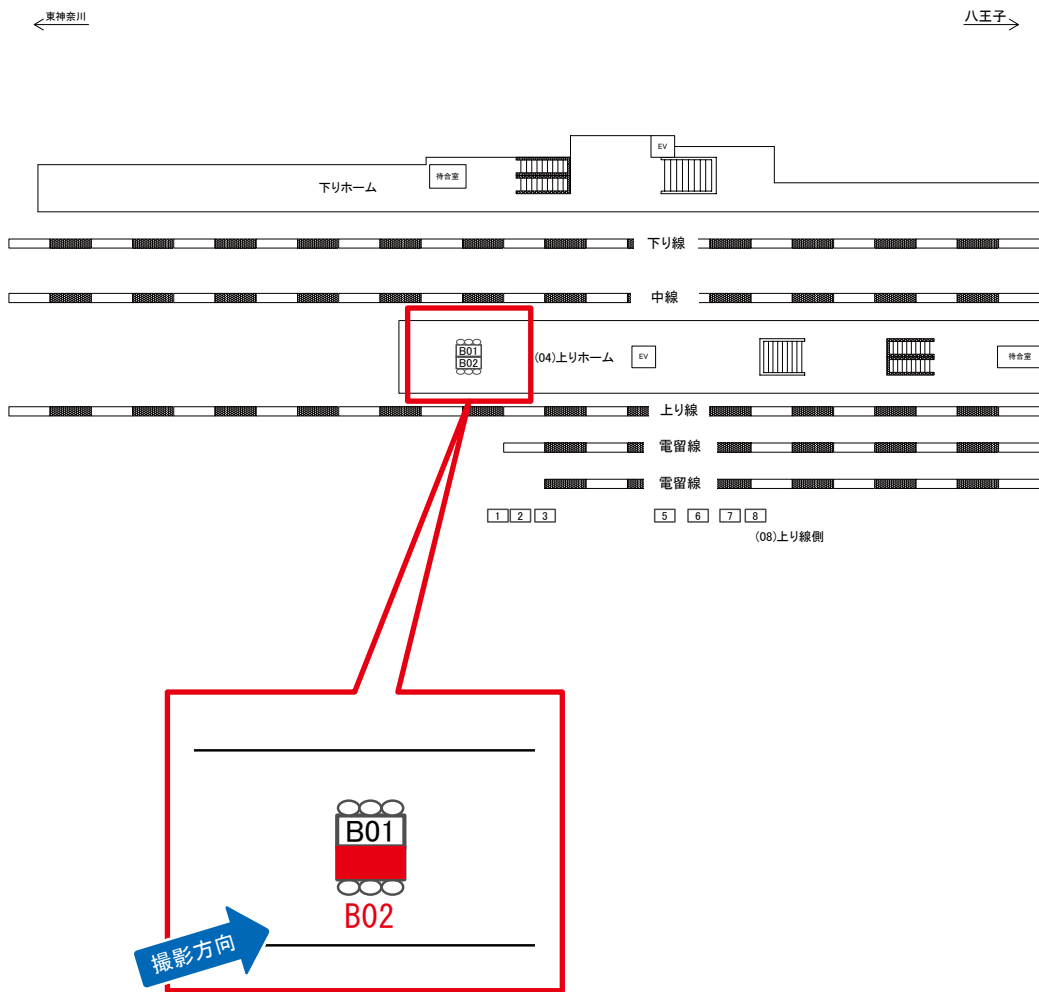 東神奈川
八王子
EV
待合室
下りホーム
下り線
中線
B01
B02
(04)上りホーム
EV
待合室
上り線
電留線
電留線
1
2
3
5
6
7
8
(08)上り線側
B01
B02
撮影方向